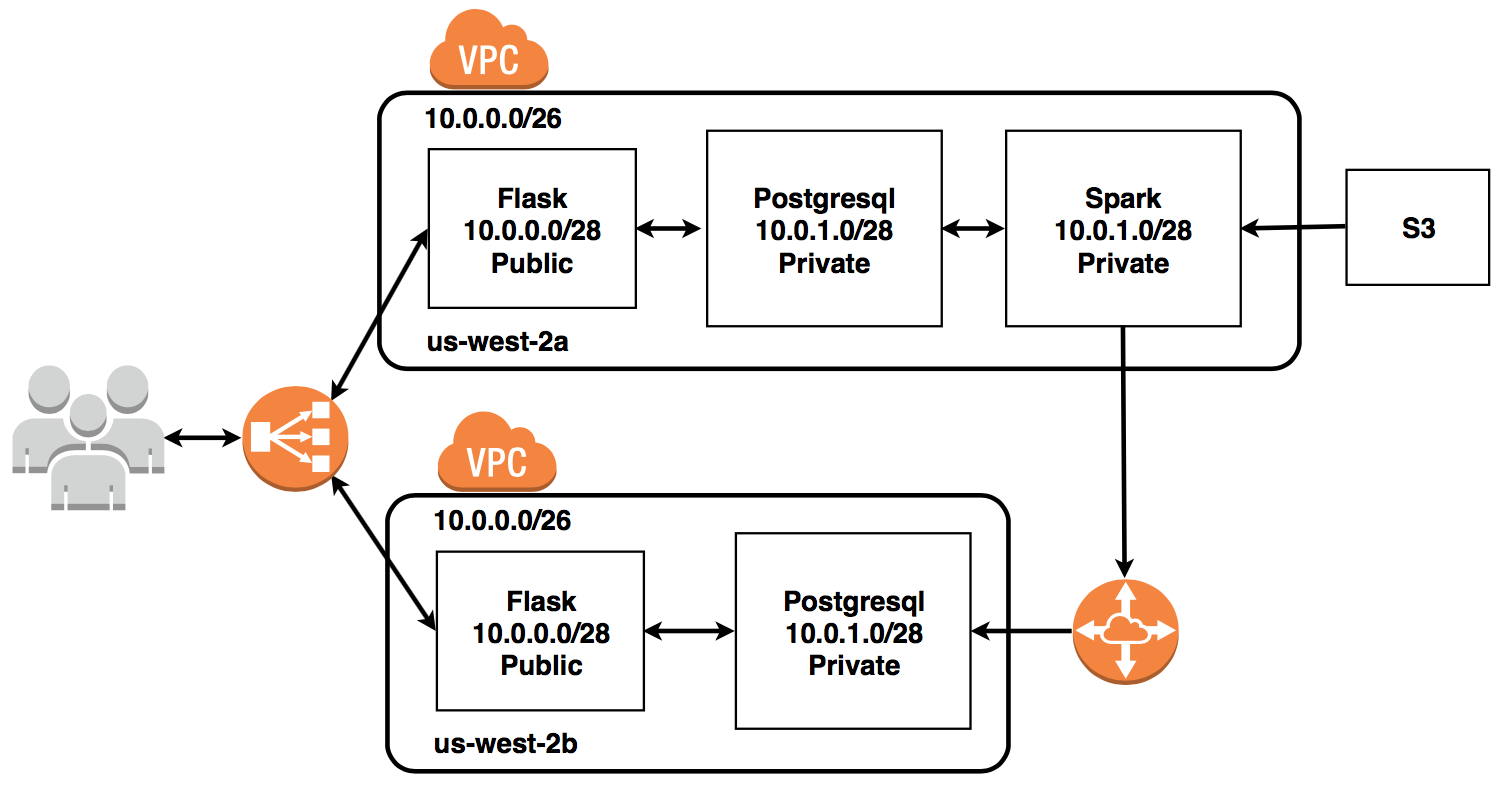 VPC
10.0.0.0/26
Flask
10.0.0.0/28
Public
Postgresql
10.0.1.0/28
Private
Spark
10.0.1.0/28
Private
S3
us-west-2a
VPC
10.0.0.0/26
Flask
10.0.0.0/28
Public
Postgresql
10.0.1.0/28
Private
us-west-2b